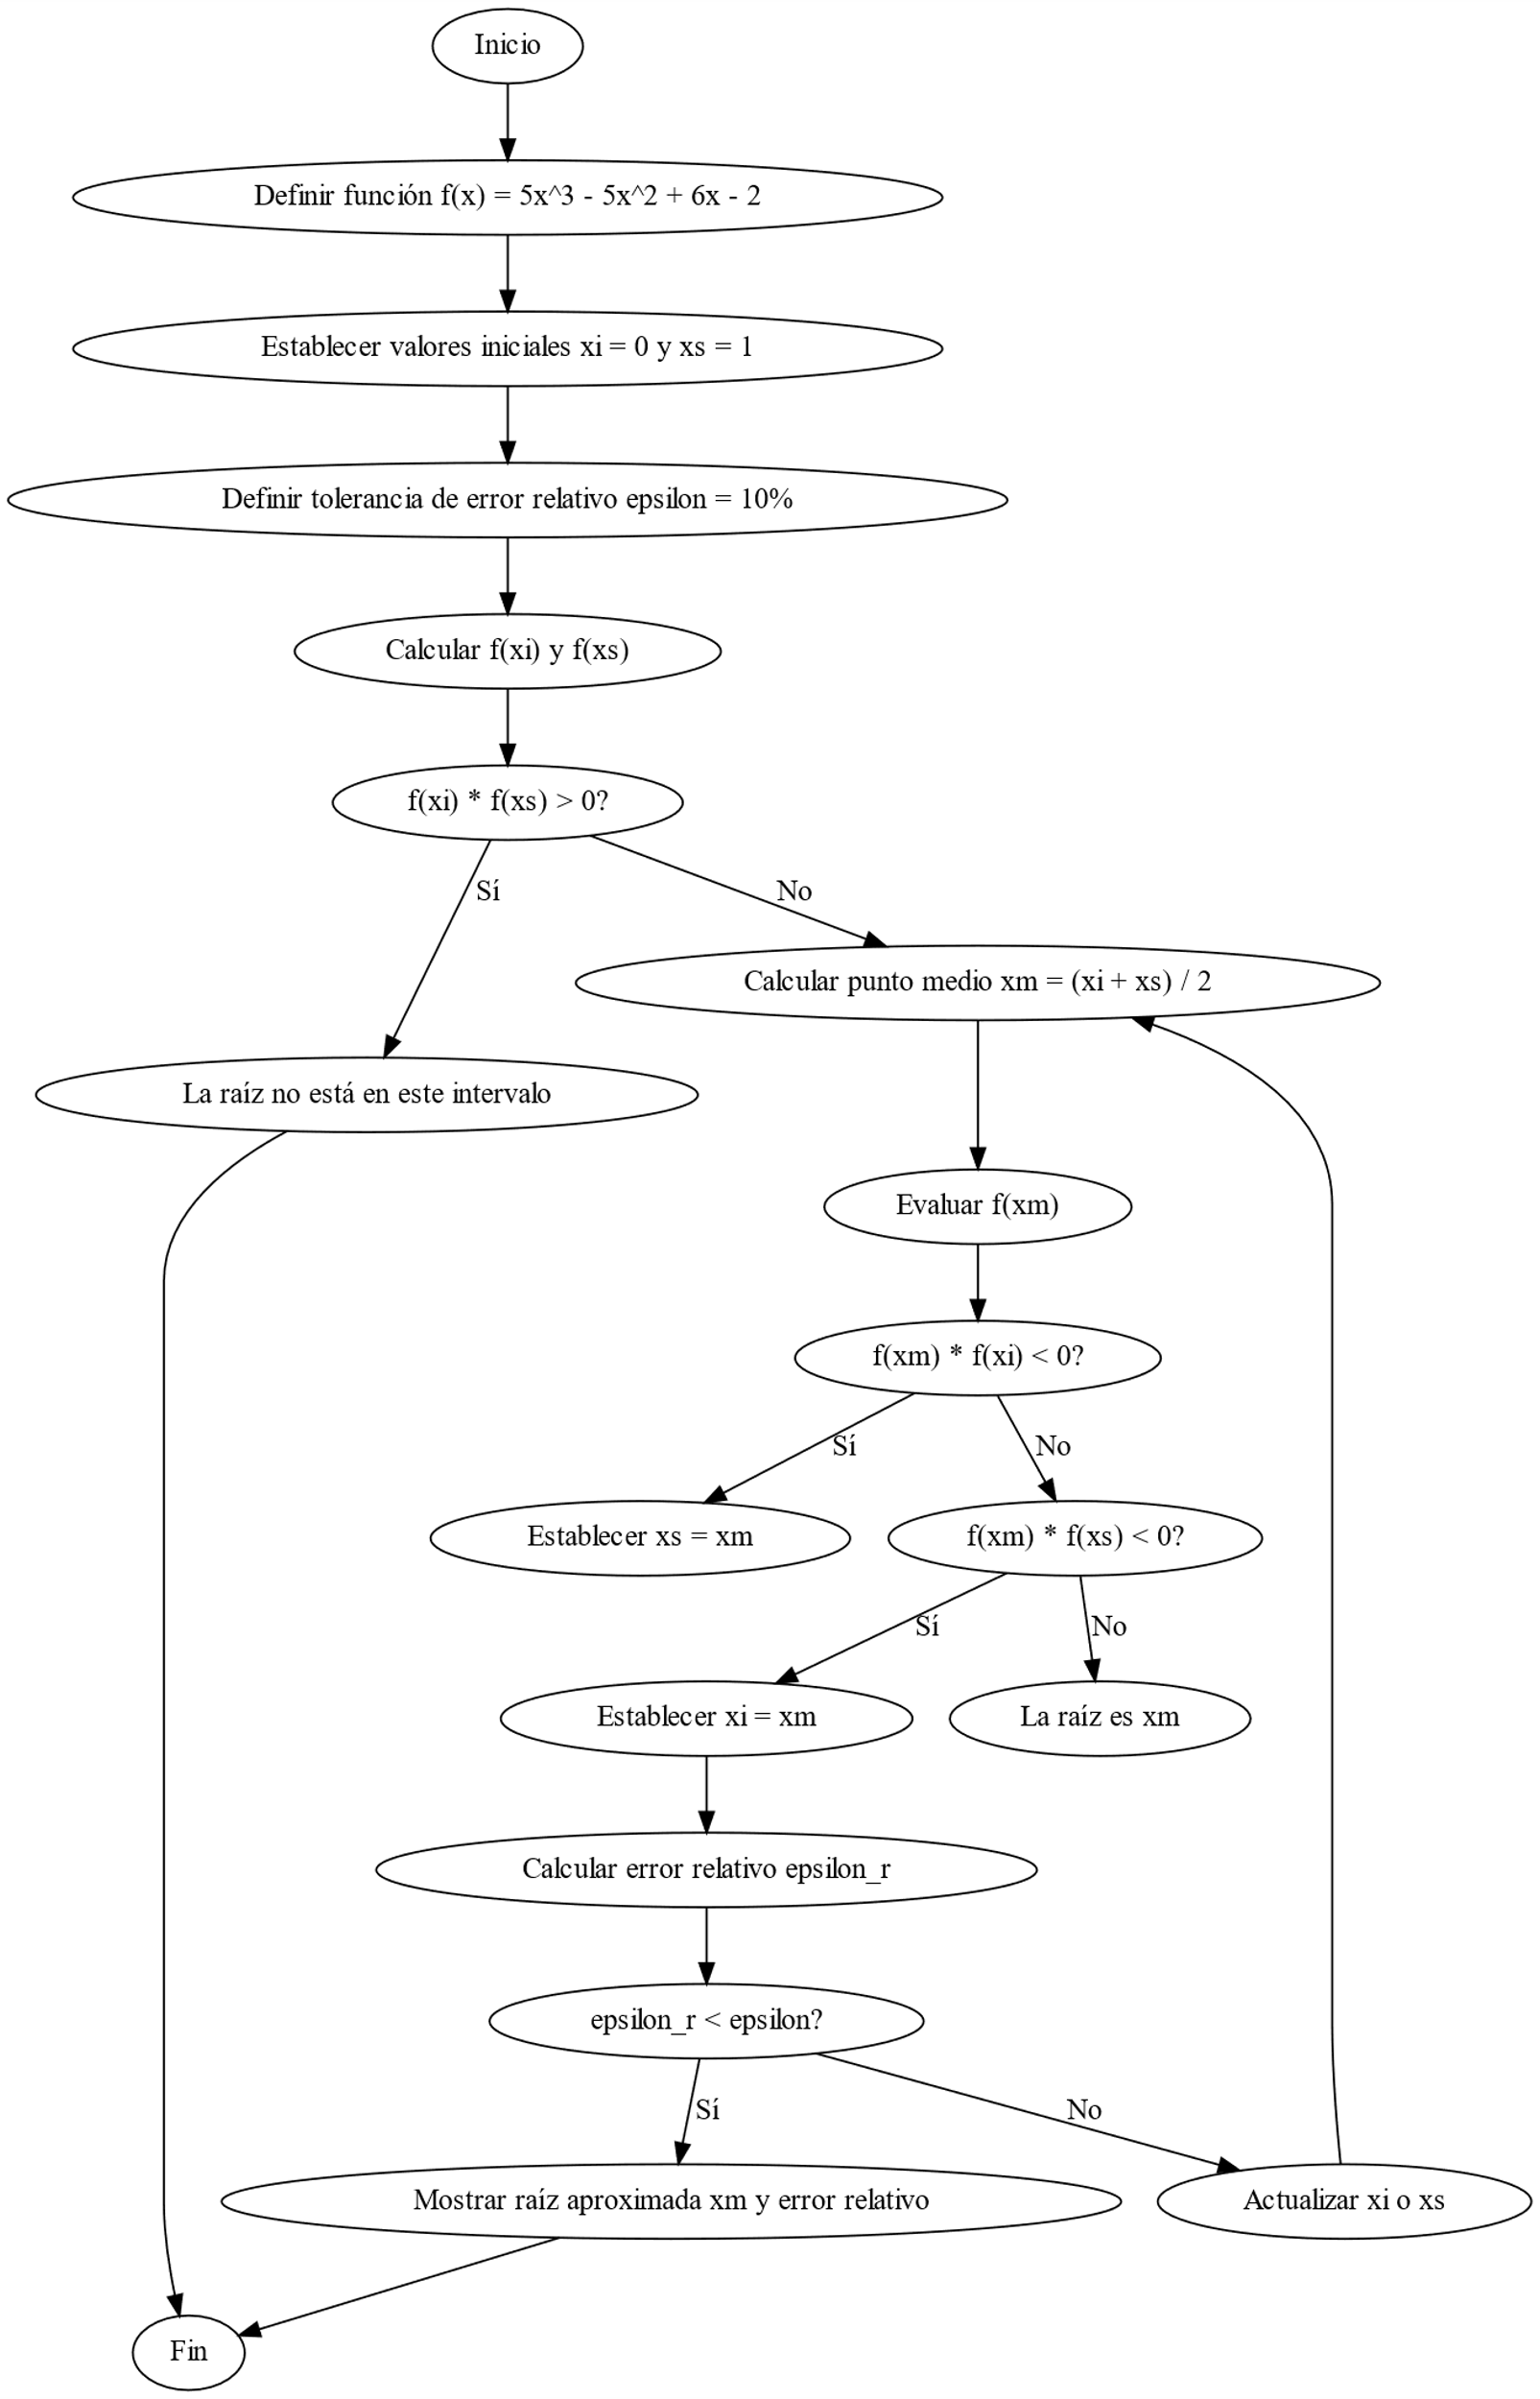 Inicio
Definir función f(x) = 5x^3 - 5x^2 + 6x - 2
Establecer valores iniciales xi = 0 y xs = 1
Definir tolerancia de error relativo epsilon = 10%
Calcular f(xi) y f(xs)
f(xi) * f(xs) > 0?
Sí
No
Calcular punto medio xm = (xi + xs) / 2
La raíz no está en este intervalo
Evaluar f(xm)
f(xm) * f(xi) < 0?
Sí
No
Establecer xs = xm
f(xm) * f(xs) < 0?
Sí
No
Establecer xi = xm
La raíz es xm
Calcular error relativo epsilon_r
epsilon_r < epsilon?
Sí
No
Mostrar raíz aproximada xm y error relativo
Actualizar xi o xs
Fin